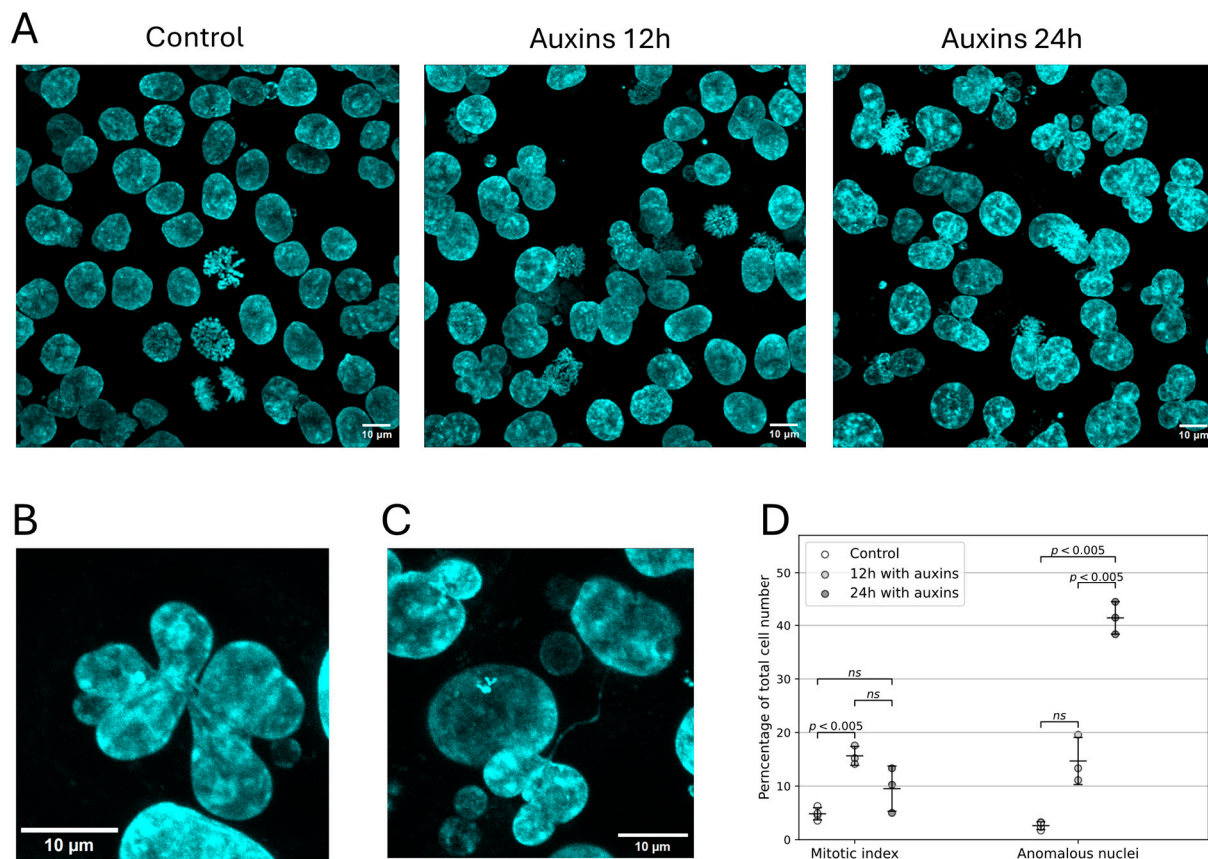 A
Control
Auxins 12h
Auxins 24h
10 µm
10 µm
10 µm
B
C
D
10 µm
10 µm
Perncentage of total cell number
50
40
30
20
10
0
Control
12h with auxins
24h with auxins
p < 0.005
p < 0.005
ns
ns
p < 0.005
ns
Mitotic index
Anomalous nuclei